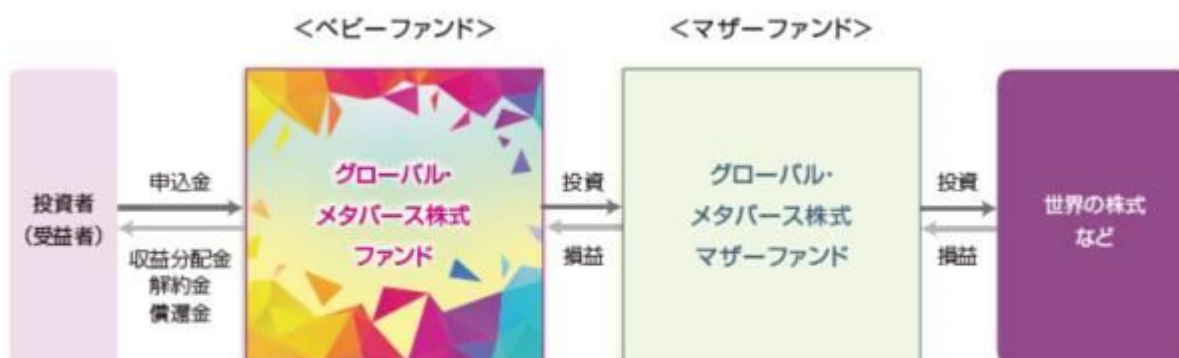 <ベビーファンド>
<マザーファンド>
投資者
(受益者)
申込金
収益分配金
解約金
償還金
グローバル・
メタバース株式
ファンド
投資
損益
グローバル・
メタバース株式
マザーファンド
投資
損益
世界の株式
など